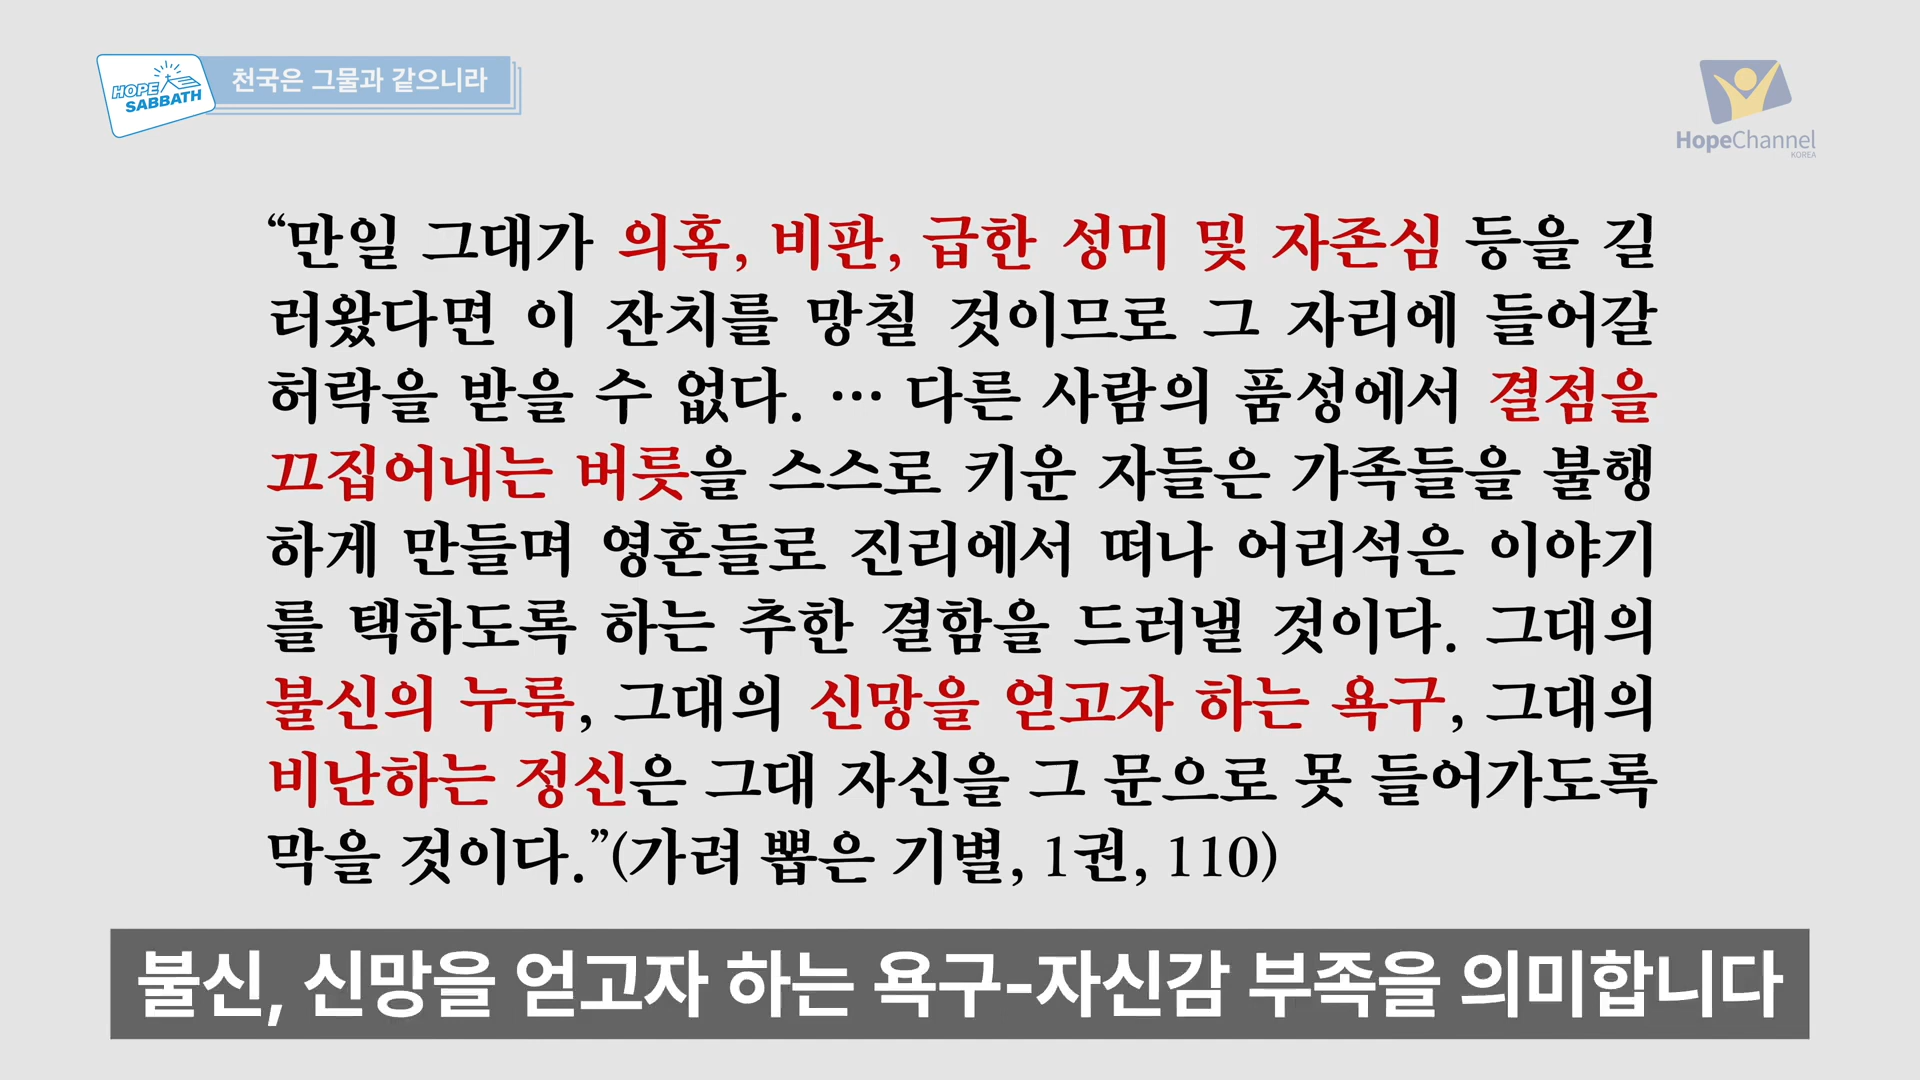 HOPE
SABBATH
천국은 그물과 같으니라
HopeChannel
KOREA
“만일 그대가 의혹, 비판, 급한 성미 및 자존심 등을 길
러왔다면 이 잔치를 망칠 것이므로 그 자리에 들어갈
허락을 받을 수 없다. … 다른 사람의 품성에서 결점을
끄집어내는 버릇을 스스로 키운 자들은 가족들을 불행
하게 만들며 영혼들로 진리에서 떠나 어리석은 이야기
를 택하도록 하는 추한 결함을 드러낼 것이다. 그대의
불신의 누룩, 그대의 신망을 얻고자 하는 욕구, 그대의
비난하는 정신은 그대 자신을 그 문으로 못 들어가도록
막을 것이다.”(가려 뽑은 기별, 1권, 110)
불신, 신망을 얻고자 하는 욕구-자신감 부족을 의미합니다